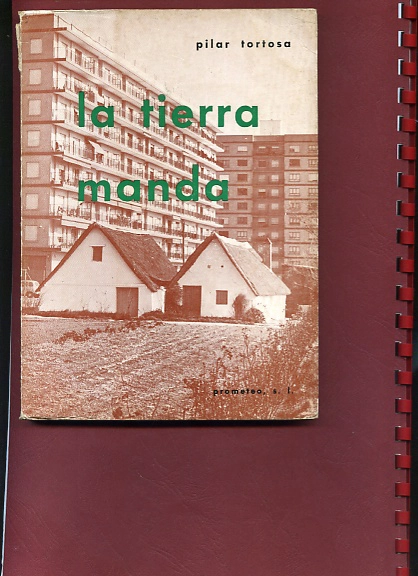 pilar tortosa
la tierra
manda
prometeo, s. l.